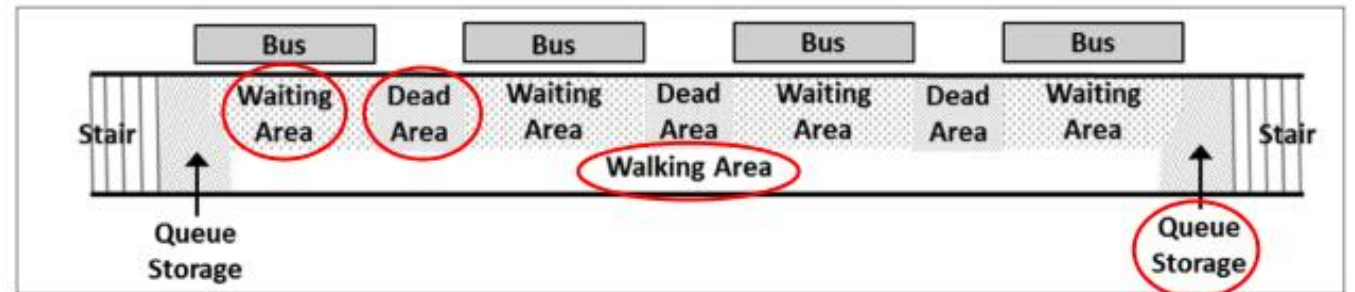 Bus Bus Bus Bus
Waiting Dead Waiting Dead Waiting Dead Waiting
Area Area Area Area Area Area Area
Stair Stair
Walking Area
Queue Queue
Storage Storage